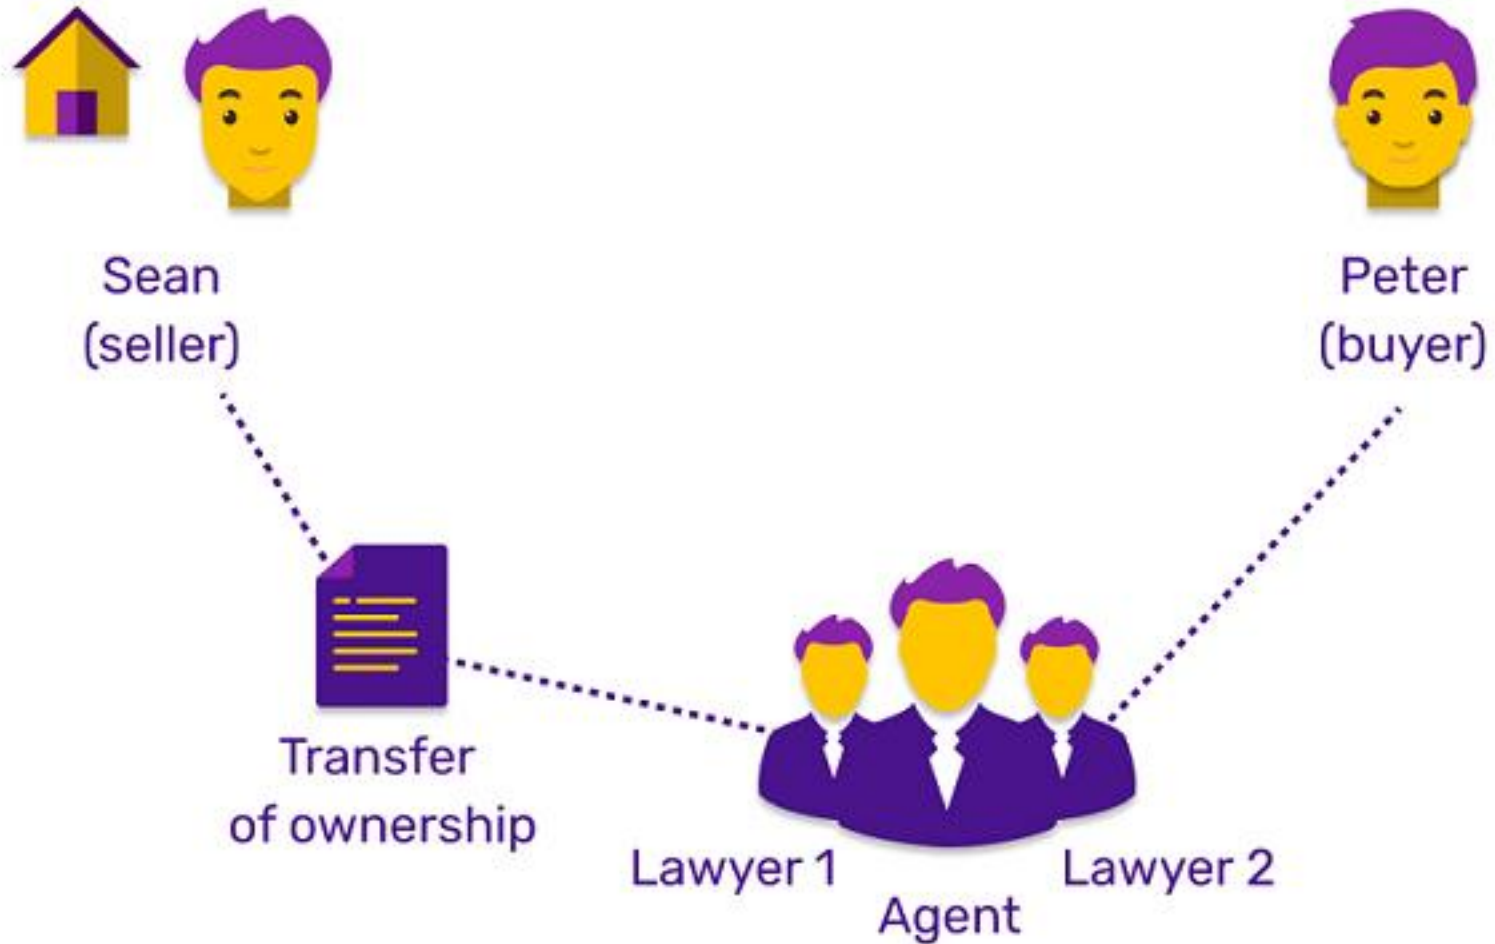 Sean
(seller)
Peter
(buyer)
Transfer
of ownership
Lawyer 1
Agent
Lawyer 2